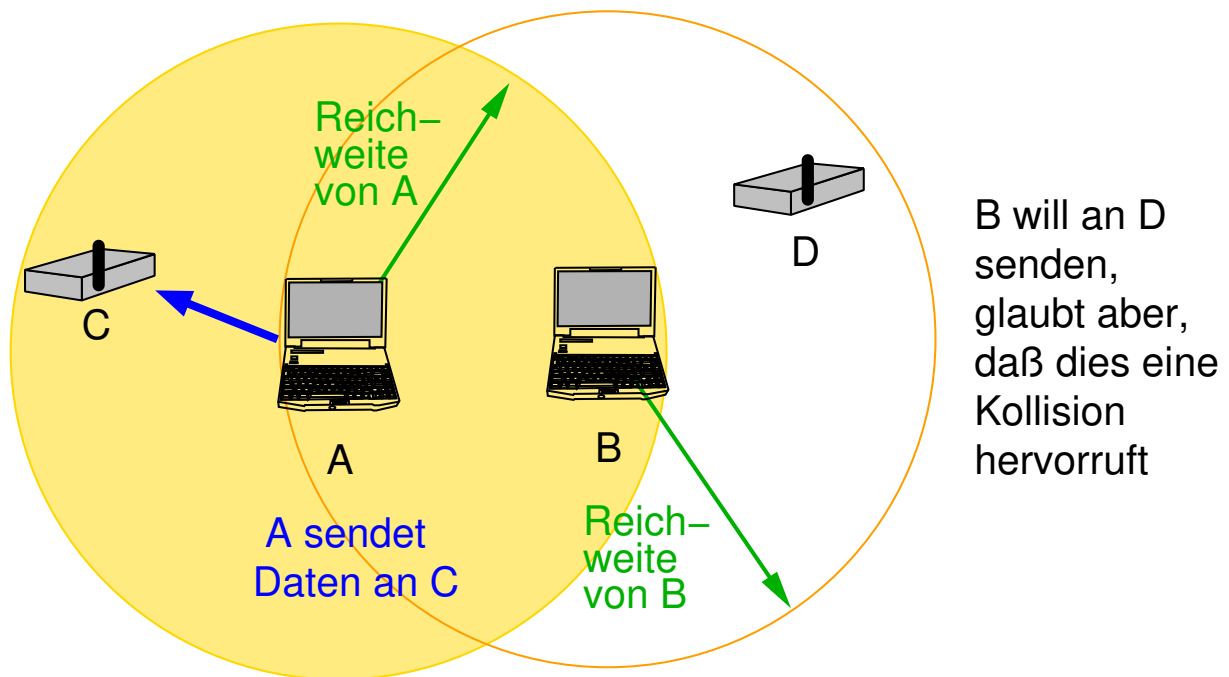 Reich–
weite
von A
D
C
A
B
A sendet
Daten an C
Reich–
weite
von B
B will an D
senden,
glaubt aber,
daß dies eine
Kollision
hervorruft